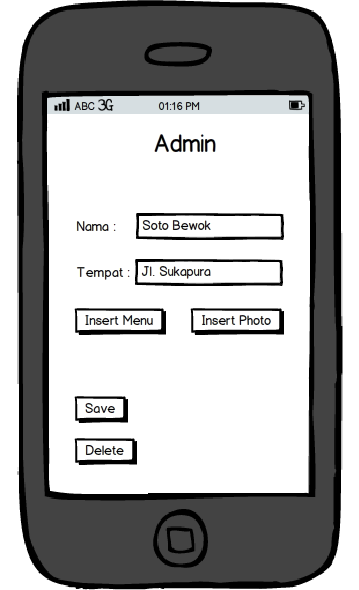 ABC 3G 01:16 PM
Admin
Nama : Soto Bewok
Tempat : Jl. Sukapura
Insert Menu Insert Photo
Save
Delete